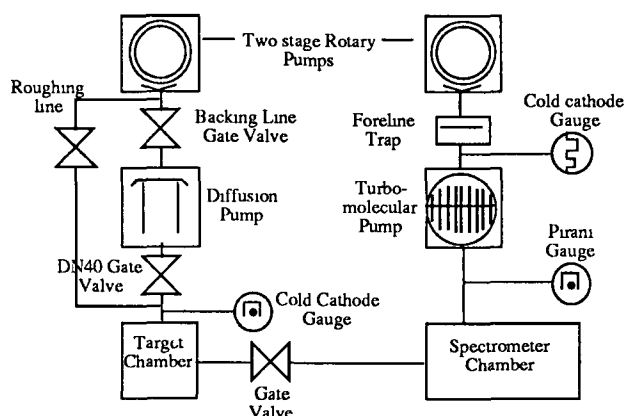 Two stage Rotary
Pumps
Roughing
line
Backing Line
Gate Valve
Foreline
Trap
Cold cathode
Gauge
Diffusion
Pump
Turbo-
molecular
Pump
Pirani
Gauge
DN40 Gate
Valve
Cold Cathode
Gauge
Target
Chamber
Spectrometer
Chamber
Gate
Valve